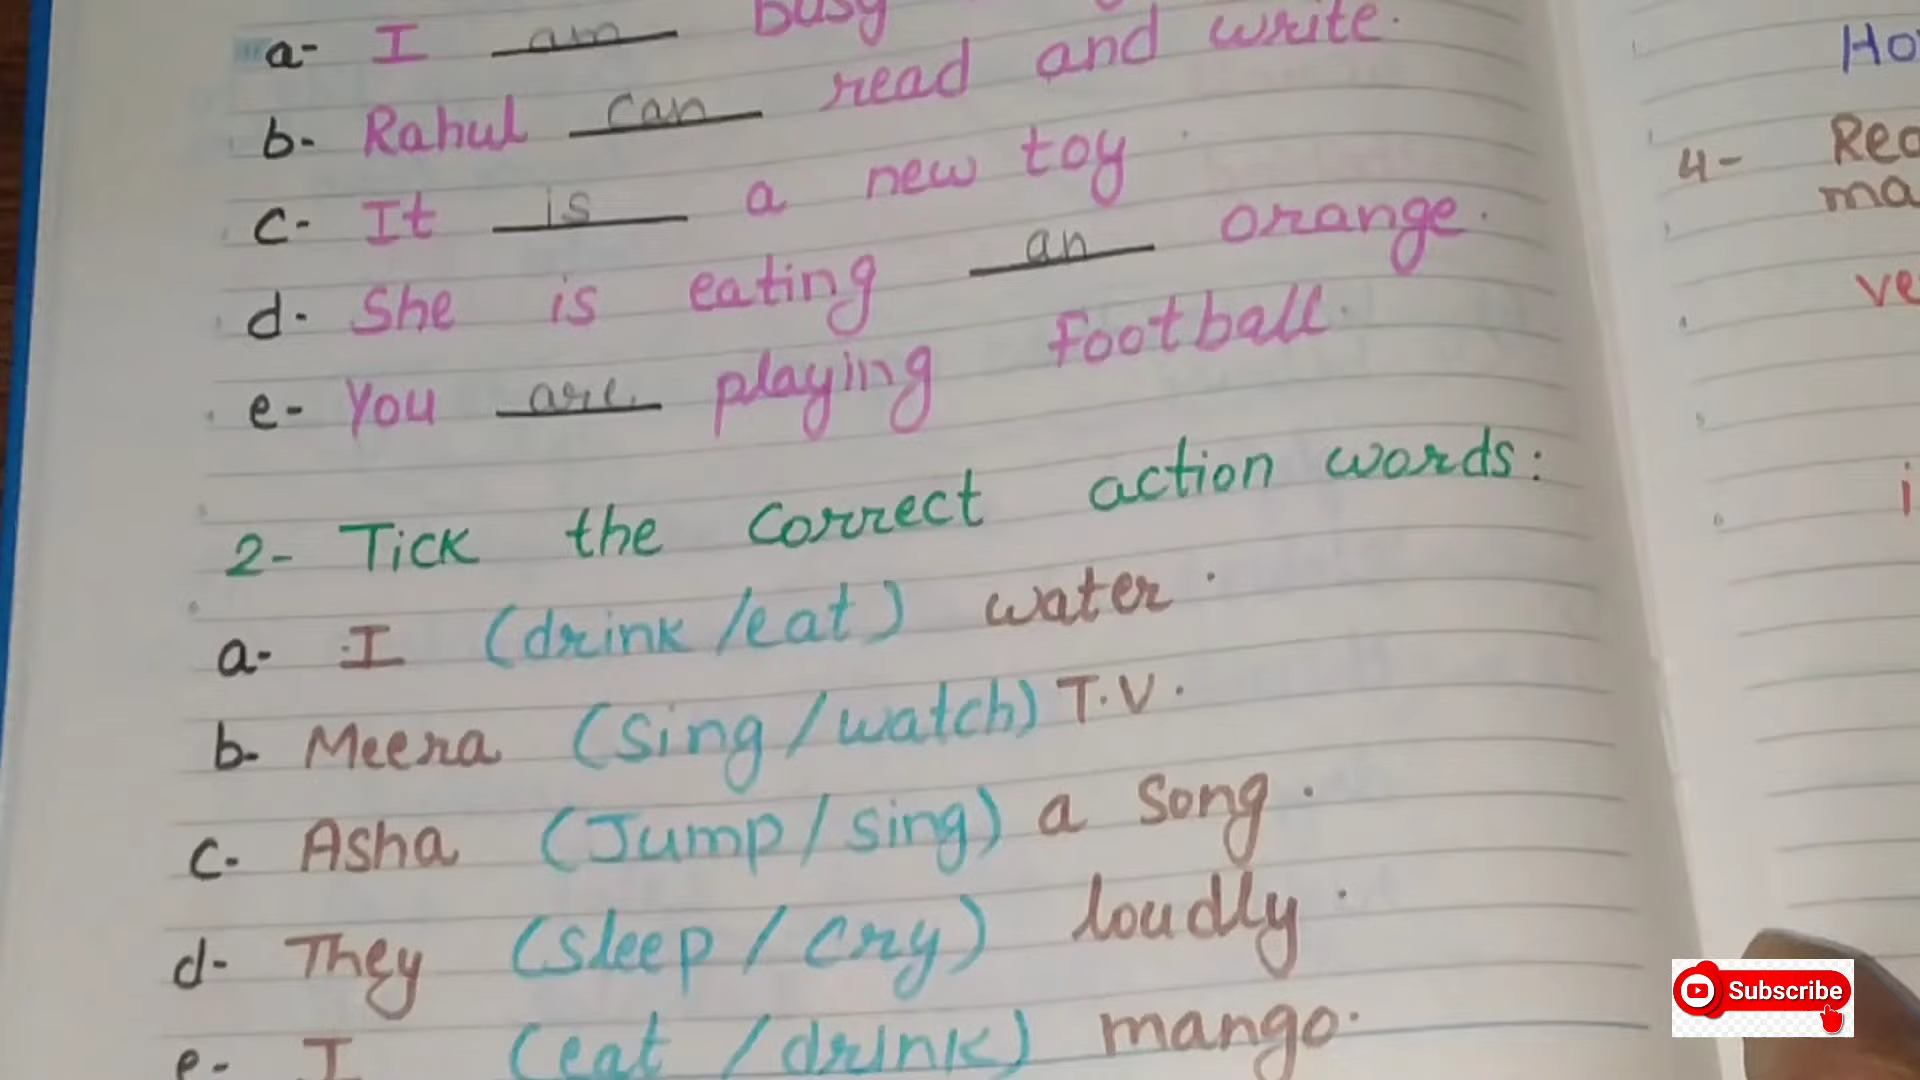 a- I am busy
b- Rahul can read and write.
c- It is a new toy.
d- She is eating an orange.
e- You are playing Football.
2- Tick the correct action words:
a- I (drink/eat) water.
b- Meera (Sing/watch) T.V.
c- Asha (Jump/sing) a song.
d- They (sleep/cry) loudly.
e- I (eat/drink) mango.
Ho
4- Rea
ma
ve
i
Subscribe